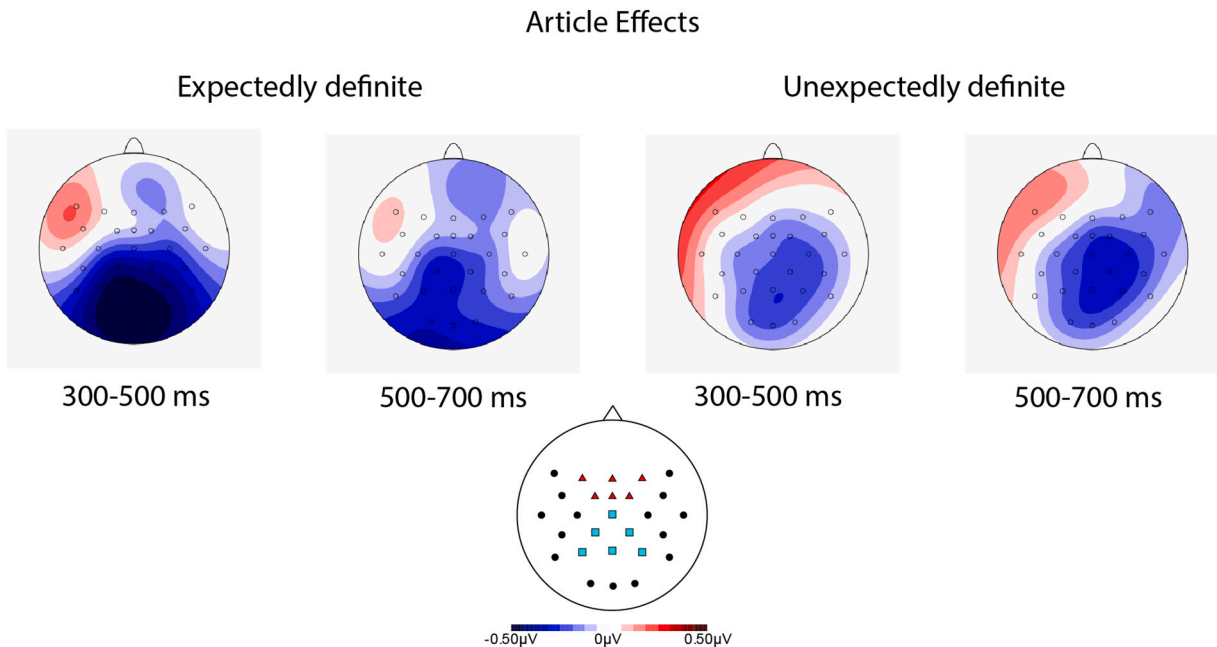 Article Effects
Expectedly definite
Unexpectedly definite
300-500 ms
500-700 ms
300-500 ms
500-700 ms
-0.50μV
0μV
0.50μV